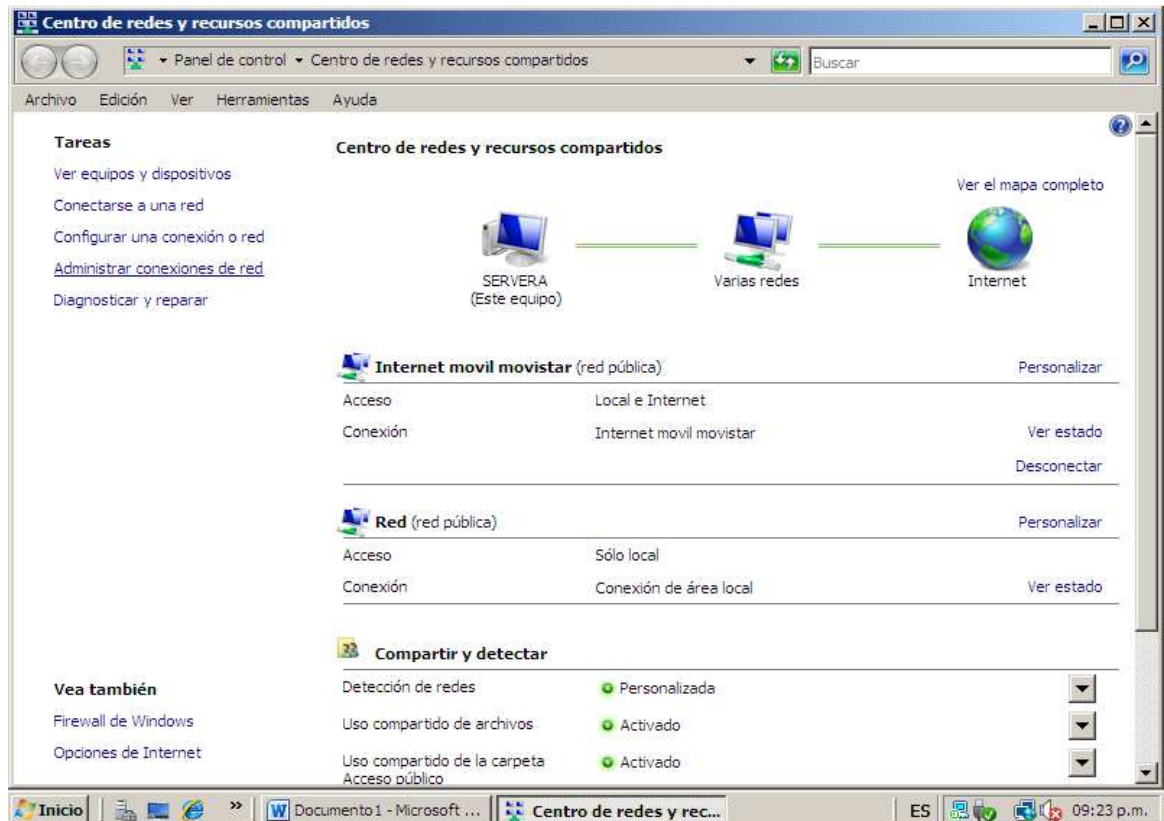 Centro de redes y recursos compartidos
Panel de control Centro de redes y recursos compartidos
Buscar
Archivo Edición Ver Herramientas Ayuda
Tareas
Ver equipos y dispositivos
Conectarse a una red
Configurar una conexión o red
Administrar conexiones de red
Diagnosticar y reparar
Vea también
Firewall de Windows
Opciones de Internet
Centro de redes y recursos compartidos
Ver el mapa completo
SERVERA
(Este equipo)
Varias redes
Internet
Internet movil movistar (red pública) Personalizar
Acceso Local e Internet
Conexión Internet movil movistar Ver estado
Desconectar
Red (red pública) Personalizar
Acceso Sólo local
Conexión Conexión de área local Ver estado
Compartir y detectar
Detección de redes Personalizada
Uso compartido de archivos Activado
Uso compartido de la carpeta Activado
Acceso público
Inicio » Documento1 - Microsoft ... Centro de redes y rec... ES 09:23 p.m.